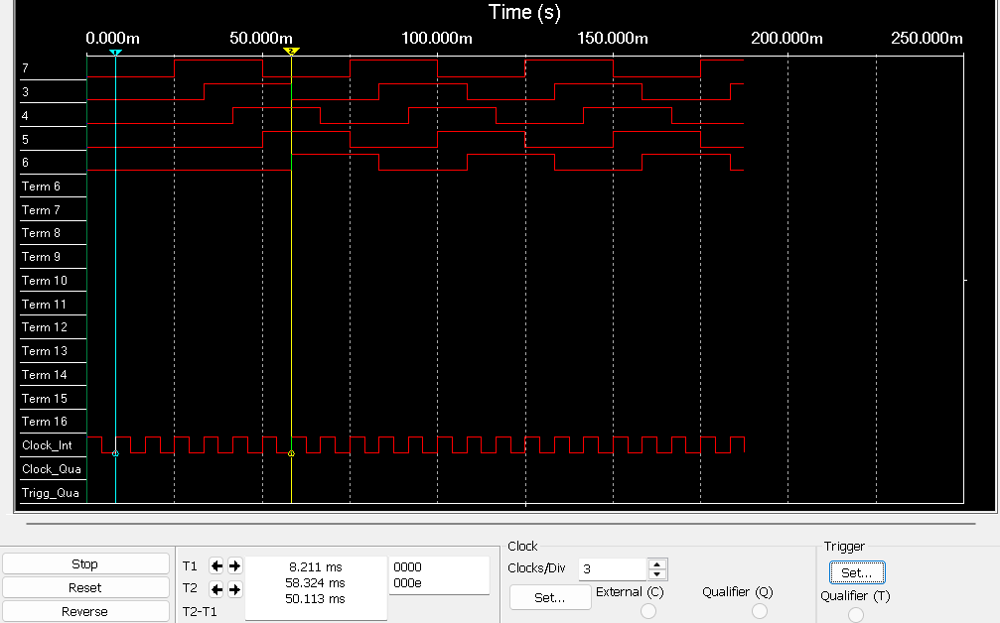 Time (s)
0.000m 50.000m 100.000m 150.000m 200.000m 250.000m
1 2
7
3
4
5
6
Term 6
Term 7
Term 8
Term 9
Term 10
Term 11
Term 12
Term 13
Term 14
Term 15
Term 16
Clock_Int
Clock_Qua
Trigg_Qua
Stop
Reset
Reverse
T1 8.211 ms 0000
T2 58.324 ms 000e
T2-T1 50.113 ms
Clock
Clocks/Div 3
Set... External (C) Qualifier (Q)
Trigger
Set...
Qualifier (T)